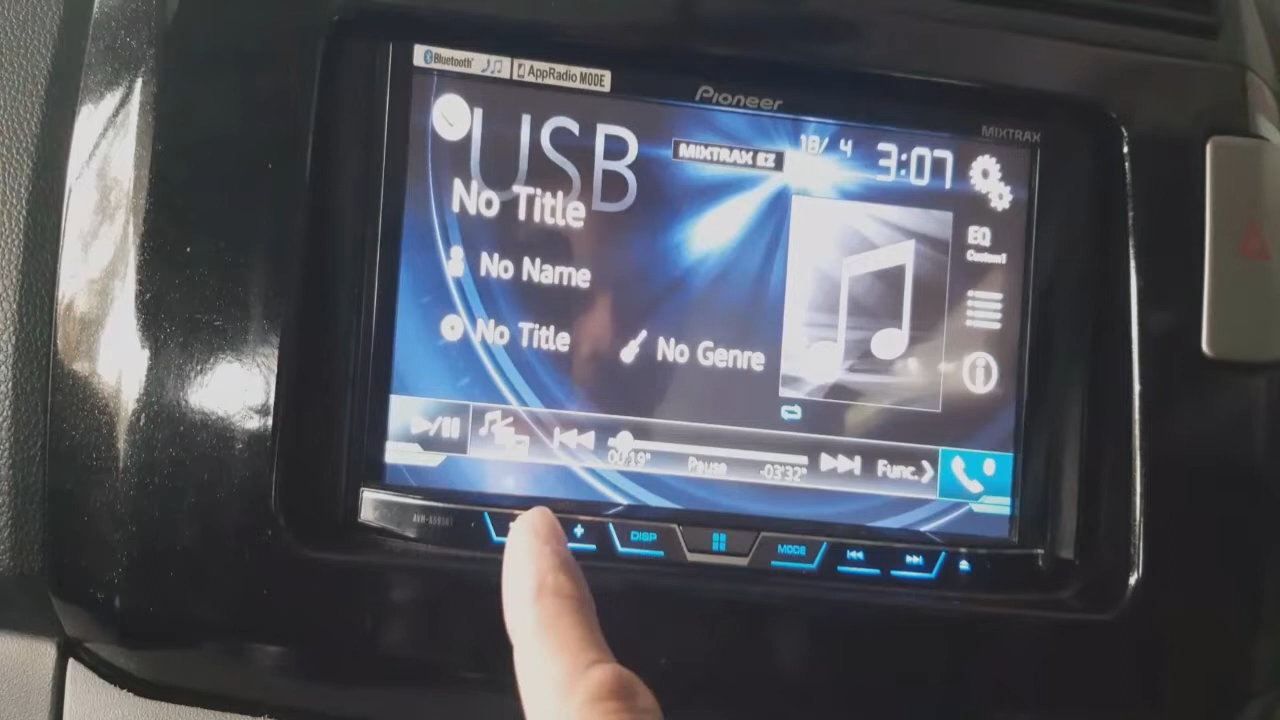 Bluetooth
AppRadio MODE
Pioneer
MIXTRAX
USB
MIXTRAX EZ
18/ 4
3:07
No Title
EQ
Custom1
No Name
No Title
No Genre
00'19"
Pause
-03'32"
Func.
+
DISP
MODE